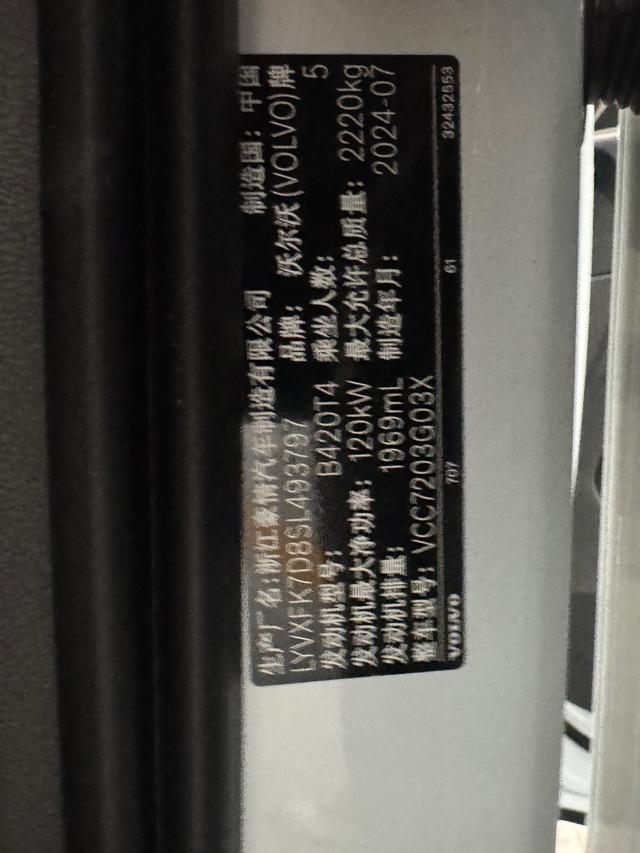 生产厂名:浙江豪情汽车制造有限公司 制造国: 中国
LYVXFK7D8SL493797 品牌: 沃尔沃(VOLVO)牌
发动机型号: B420T4 乘坐人数: 5
发动机最大净功率: 120kW 最大允许总质量: 2220kg
发动机排量: 1969mL 制造年月: 2024-07
整车型号: VCC7203G03X
VOLVO 707 61 32432553